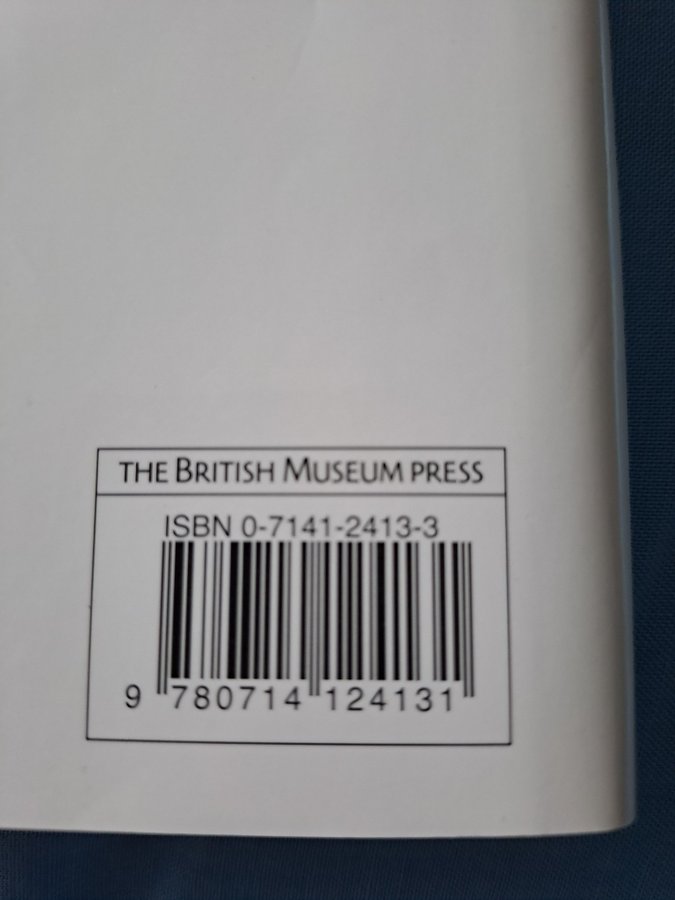 THE BRITISH MUSEUM PRESS
ISBN 0-7141-2413-3
9 780714 124131